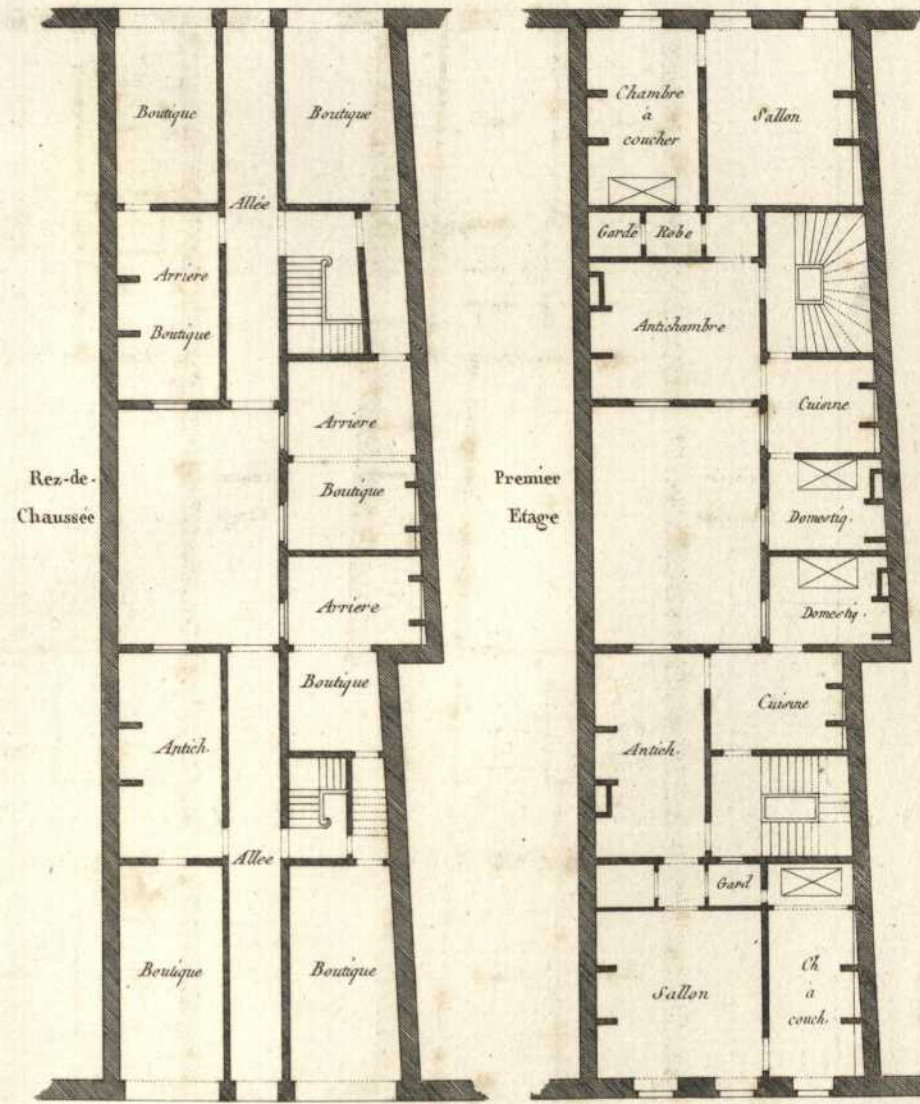 Boutique
Boutique
Allée
Arriere
Boutique
Arriere
Boutique
Rez-de-
Chaussée
Arriere
Boutique
Antich.
Allee
Boutique
Boutique
Chambre
à
coucher
Sallon
Garde
Robe
Antichambre
Cuisine
Premier
Etage
Domestiq.
Domestiq.
Cuisine
Antich.
Gard
Sallon
Ch
à
couch.